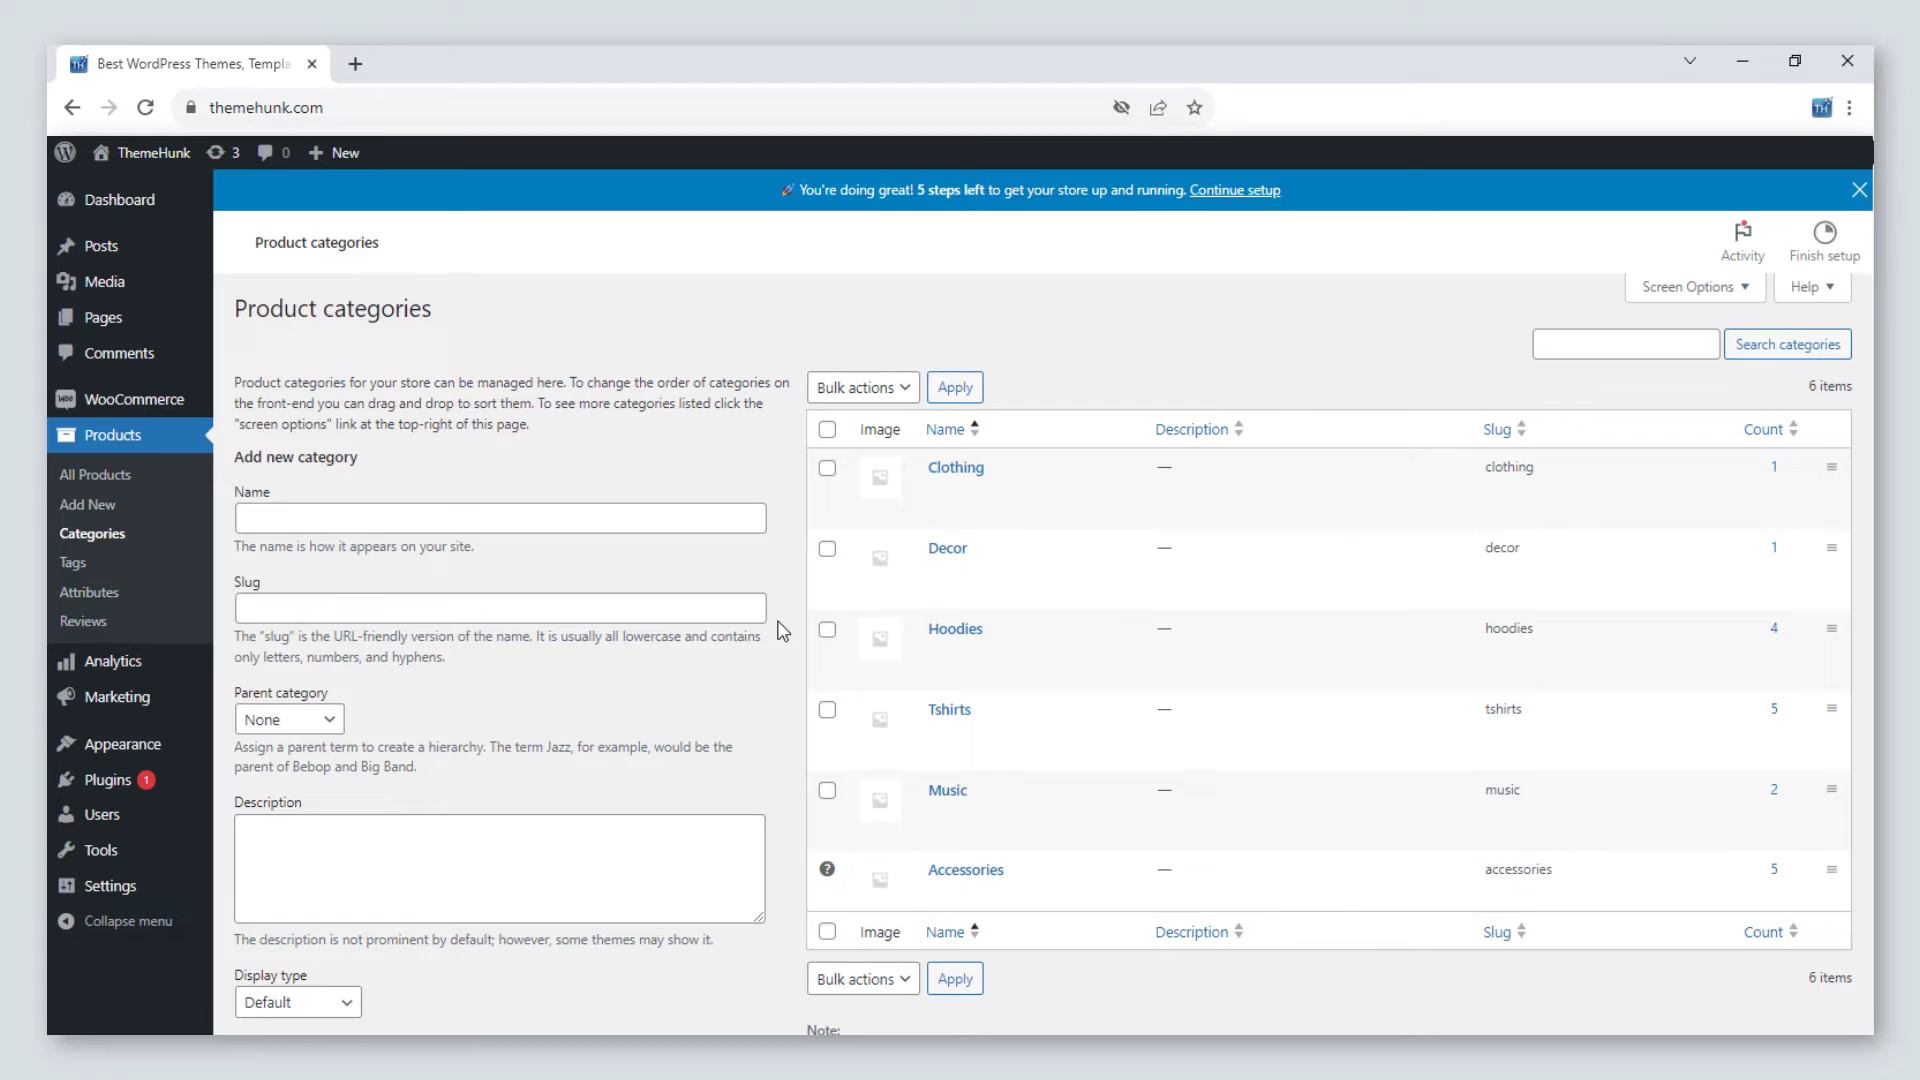 Best WordPress Themes, Templa
themehunk.com
ThemeHunk 3 0 New
🚀 You're doing great! 5 steps left to get your store up and running. Continue setup
Dashboard
Posts
Media
Pages
Comments
WooCommerce
Products
All Products
Add New
Categories
Tags
Attributes
Reviews
Analytics
Marketing
Appearance
Plugins 1
Users
Tools
Settings
Collapse menu
Product categories
Activity
Finish setup
Screen Options
Help
Product categories
Search categories
Product categories for your store can be managed here. To change the order of categories on
the front-end you can drag and drop to sort them. To see more categories listed click the
"screen options" link at the top-right of this page.
Add new category
Name
The name is how it appears on your site.
Slug
The "slug" is the URL-friendly version of the name. It is usually all lowercase and contains
only letters, numbers, and hyphens.
Parent category
None
Assign a parent term to create a hierarchy. The term Jazz, for example, would be the
parent of Bebop and Big Band.
Description
The description is not prominent by default; however, some themes may show it.
Display type
Default
Bulk actions Apply 6 items
Image Name Description Slug Count
Clothing — clothing 1
Decor — decor 1
Hoodies — hoodies 4
Tshirts — tshirts 5
Music — music 2
Accessories — accessories 5
Image Name Description Slug Count
Bulk actions Apply 6 items
Note: